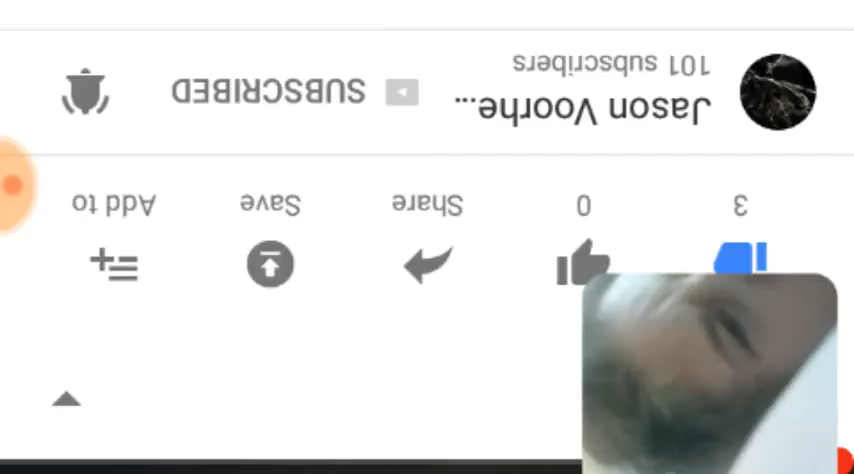 3 0 Share Save Add to
Jason Voorhe...
101 subscribers
SUBSCRIBED